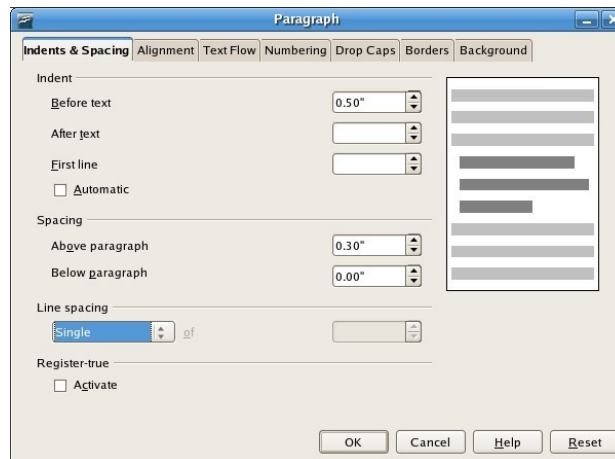 Paragraph
Indents & Spacing Alignment Text Flow Numbering Drop Caps Borders Background
Indent
Before text 0.50"
After text
First line
Automatic
Spacing
Above paragraph 0.30"
Below paragraph 0.00"
Line spacing
Single of
Register-true
Activate
OK Cancel Help Reset